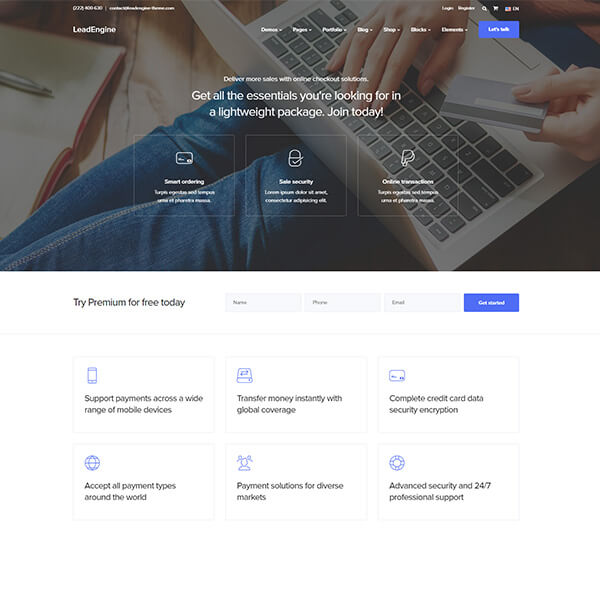 (222) 400-630 | contact@leadengine-theme.com Login Register EN
LeadEngine Demos Pages Portfolio Blog Shop Blocks Elements Let's talk
Deliver more sales with online checkout solutions.
Get all the essentials you're looking for in
a lightweight package. Join today!
Smart ordering
Turpis egestas sed tempus
urna et pharetra massa.
Sale security
Lorem ipsum dolor sit amet,
consectetur adipisicing elit.
Online transactions
Turpis egestas sed tempus
urna et pharetra massa.
Try Premium for free today Name Phone Email Get started
Support payments across a wide
range of mobile devices
Transfer money instantly with
global coverage
Complete credit card data
security encryption
Accept all payment types
around the world
Payment solutions for diverse
markets
Advanced security and 24/7
professional support